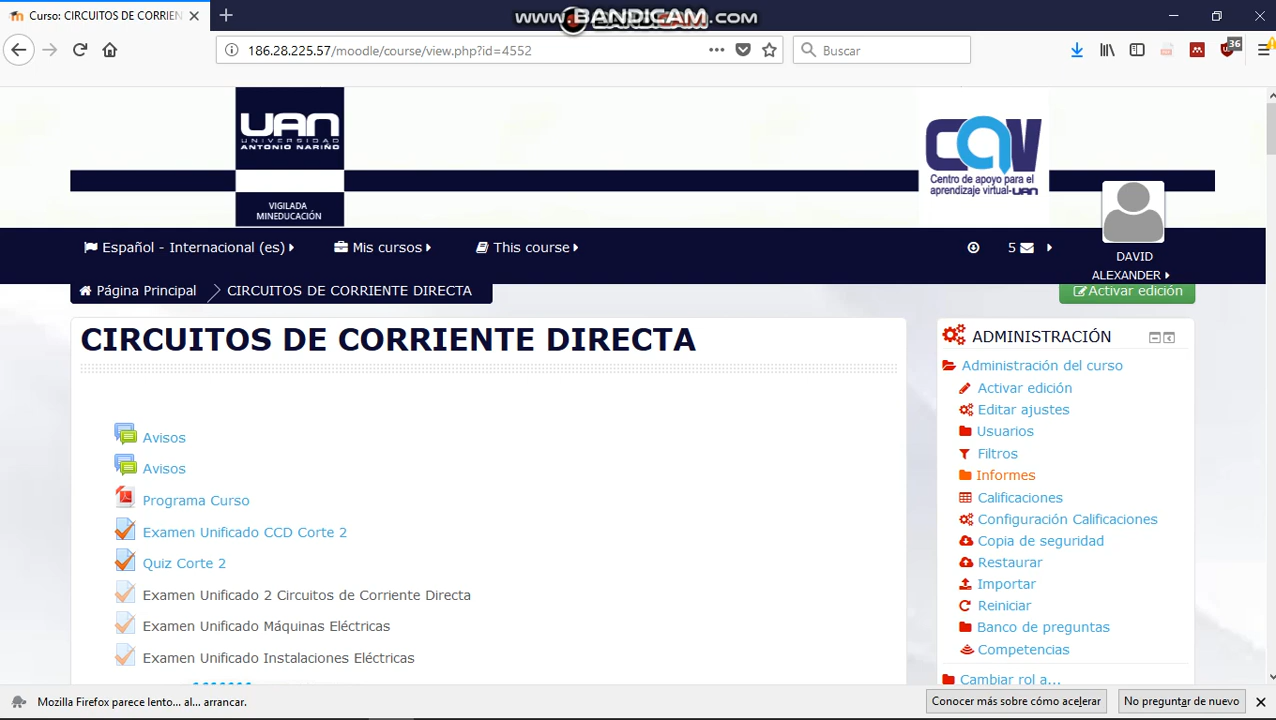 Curso: CIRCUITOS DE CORRIEN
WWW.BANDICAM.COM
186.28.225.57/moodle/course/view.php?id=4552
Buscar
36
UAN
UNIVERSIDAD
ANTONIO NARIÑO
VIGILADA
MINEDUCACIÓN
cav
Centro de apoyo para el
aprendizaje virtual-UAN
Español - Internacional (es)
Mis cursos
This course
5
DAVID
ALEXANDER
Página Principal
CIRCUITOS DE CORRIENTE DIRECTA
Activar edición
CIRCUITOS DE CORRIENTE DIRECTA
Avisos
Avisos
Programa Curso
Examen Unificado CCD Corte 2
Quiz Corte 2
Examen Unificado 2 Circuitos de Corriente Directa
Examen Unificado Máquinas Eléctricas
Examen Unificado Instalaciones Eléctricas
ADMINISTRACIÓN
Administración del curso
Activar edición
Editar ajustes
Usuarios
Filtros
Informes
Calificaciones
Configuración Calificaciones
Copia de seguridad
Restaurar
Importar
Reiniciar
Banco de preguntas
Competencias
Cambiar rol a...
Mozilla Firefox parece lento... al... arrancar.
Conocer más sobre cómo acelerar
No preguntar de nuevo